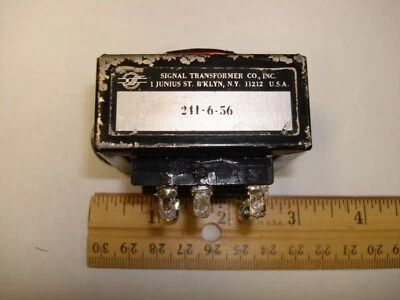 SIGNAL TRANSFORMER CO., INC.
1 JUNIUS ST. B'KLYN, N.Y. 11212 U.S.A.
241-6-56
1 2 3 4
30 29 28 27 26 25 24 23 22 21 20